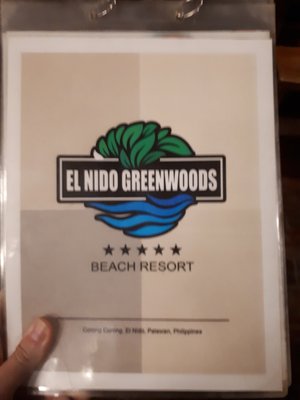 EL NIDO GREENWOODS
BEACH RESORT
Corong Corong, El Nido, Palawan, Philippines